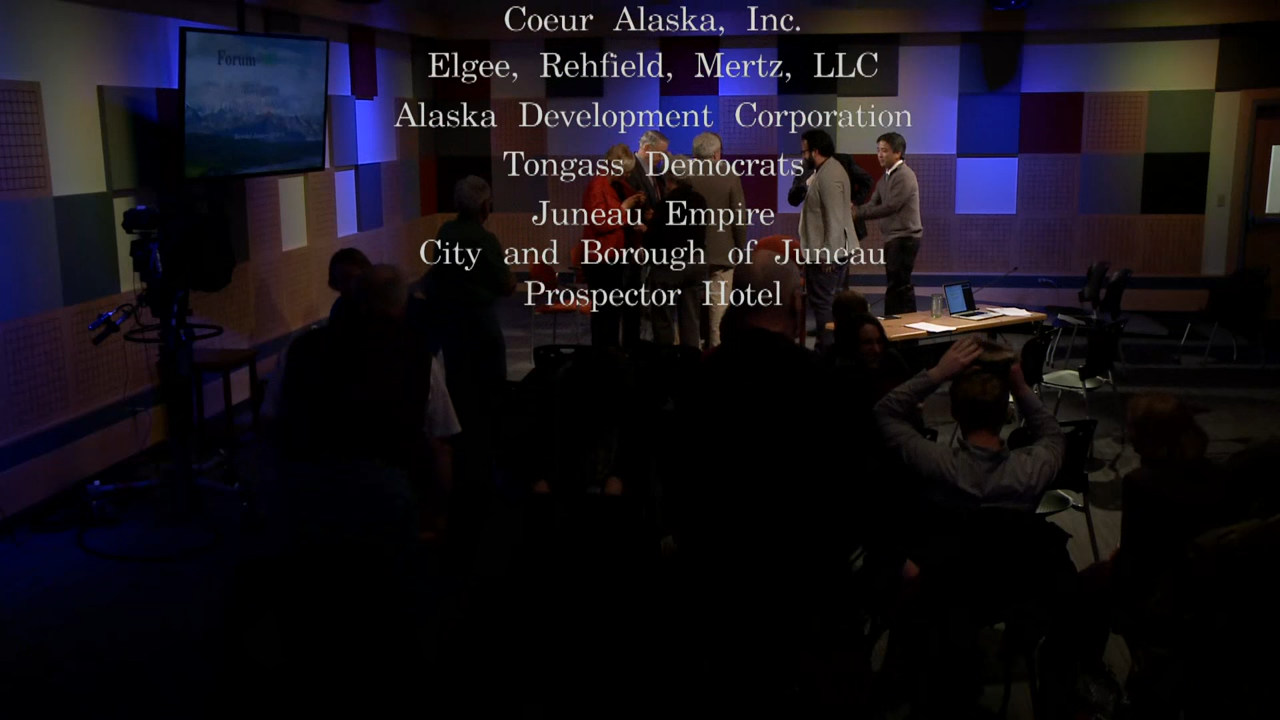 Coeur Alaska, Inc.
Elgee, Rehfield, Mertz, LLC
Alaska Development Corporation
Tongass Democrats
Juneau Empire
City and Borough of Juneau
Prospector Hotel
Forum